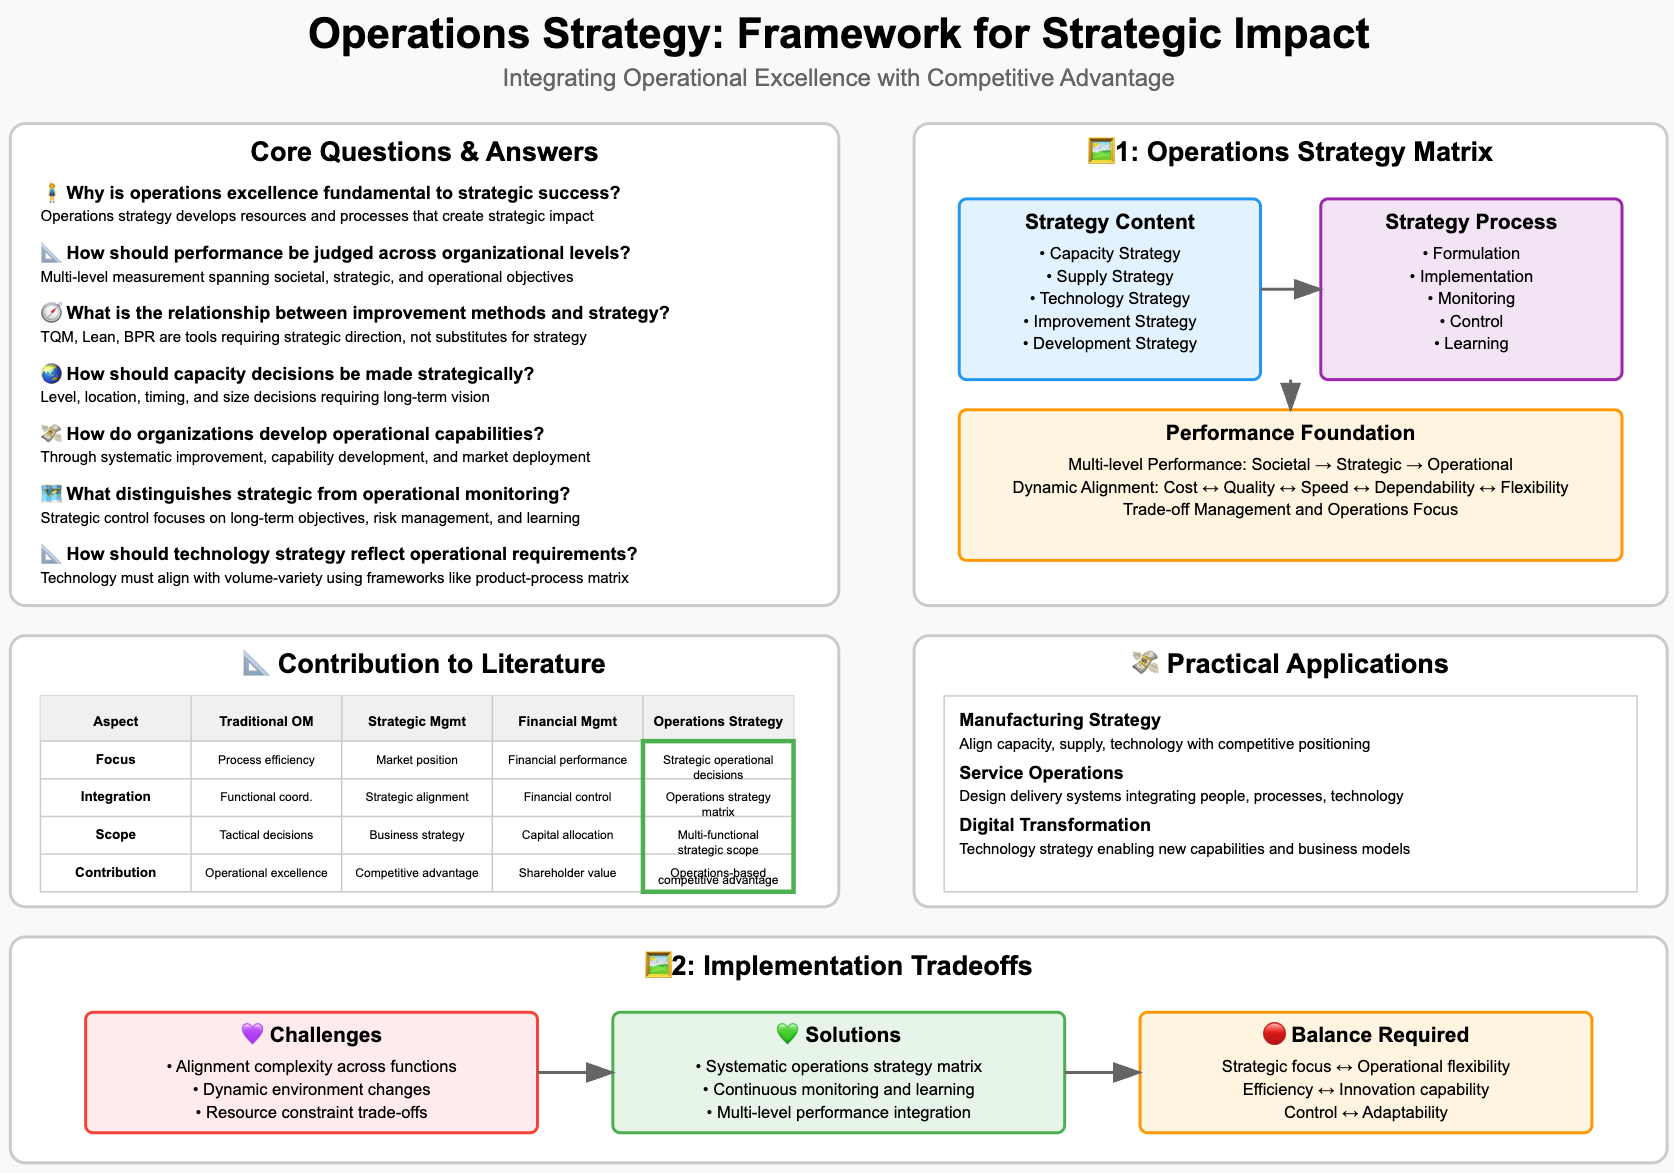 Operations Strategy: Framework for Strategic Impact
Integrating Operational Excellence with Competitive Advantage
Core Questions & Answers
Why is operations excellence fundamental to strategic success?
Operations strategy develops resources and processes that create strategic impact
How should performance be judged across organizational levels?
Multi-level measurement spanning societal, strategic, and operational objectives
What is the relationship between improvement methods and strategy?
TQM, Lean, BPR are tools requiring strategic direction, not substitutes for strategy
How should capacity decisions be made strategically?
Level, location, timing, and size decisions requiring long-term vision
How do organizations develop operational capabilities?
Through systematic improvement, capability development, and market deployment
What distinguishes strategic from operational monitoring?
Strategic control focuses on long-term objectives, risk management, and learning
How should technology strategy reflect operational requirements?
Technology must align with volume-variety using frameworks like product-process matrix
1: Operations Strategy Matrix
Strategy Content
• Capacity Strategy
• Supply Strategy
• Technology Strategy
• Improvement Strategy
• Development Strategy
Strategy Process
• Formulation
• Implementation
• Monitoring
• Control
• Learning
Performance Foundation
Multi-level Performance: Societal → Strategic → Operational
Dynamic Alignment: Cost ↔ Quality ↔ Speed ↔ Dependability ↔ Flexibility
Trade-off Management and Operations Focus
Contribution to Literature
Aspect Traditional OM Strategic Mgmt Financial Mgmt Operations Strategy
Focus Process efficiency Market position Financial performance Strategic operational
decisions
Integration Functional coord. Strategic alignment Financial control Operations strategy
matrix
Scope Tactical decisions Business strategy Capital allocation Multi-functional
strategic scope
Contribution Operational excellence Competitive advantage Shareholder value Operations-based
competitive advantage
Practical Applications
Manufacturing Strategy
Align capacity, supply, technology with competitive positioning
Service Operations
Design delivery systems integrating people, processes, technology
Digital Transformation
Technology strategy enabling new capabilities and business models
2: Implementation Tradeoffs
Challenges
• Alignment complexity across functions
• Dynamic environment changes
• Resource constraint trade-offs
Solutions
• Systematic operations strategy matrix
• Continuous monitoring and learning
• Multi-level performance integration
Balance Required
Strategic focus ↔ Operational flexibility
Efficiency ↔ Innovation capability
Control ↔ Adaptability